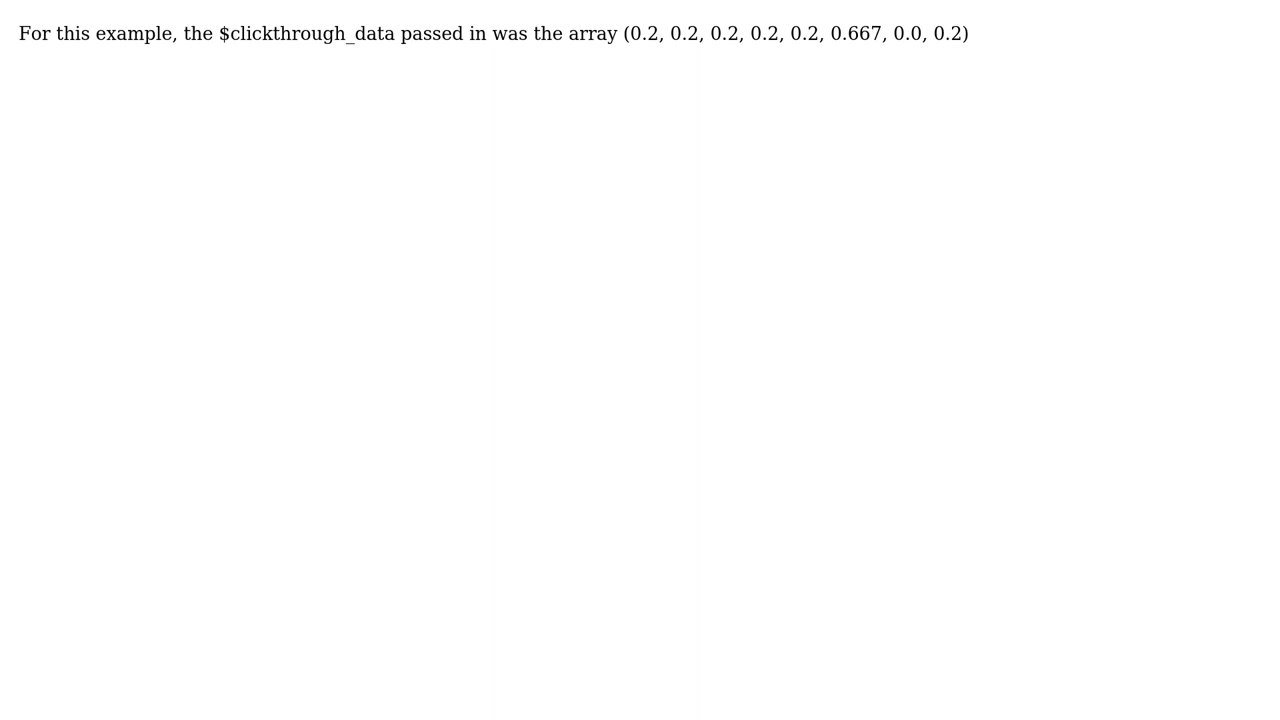 For this example, the $clickthrough_data passed in was the array (0.2, 0.2, 0.2, 0.2, 0.2, 0.667, 0.0, 0.2)